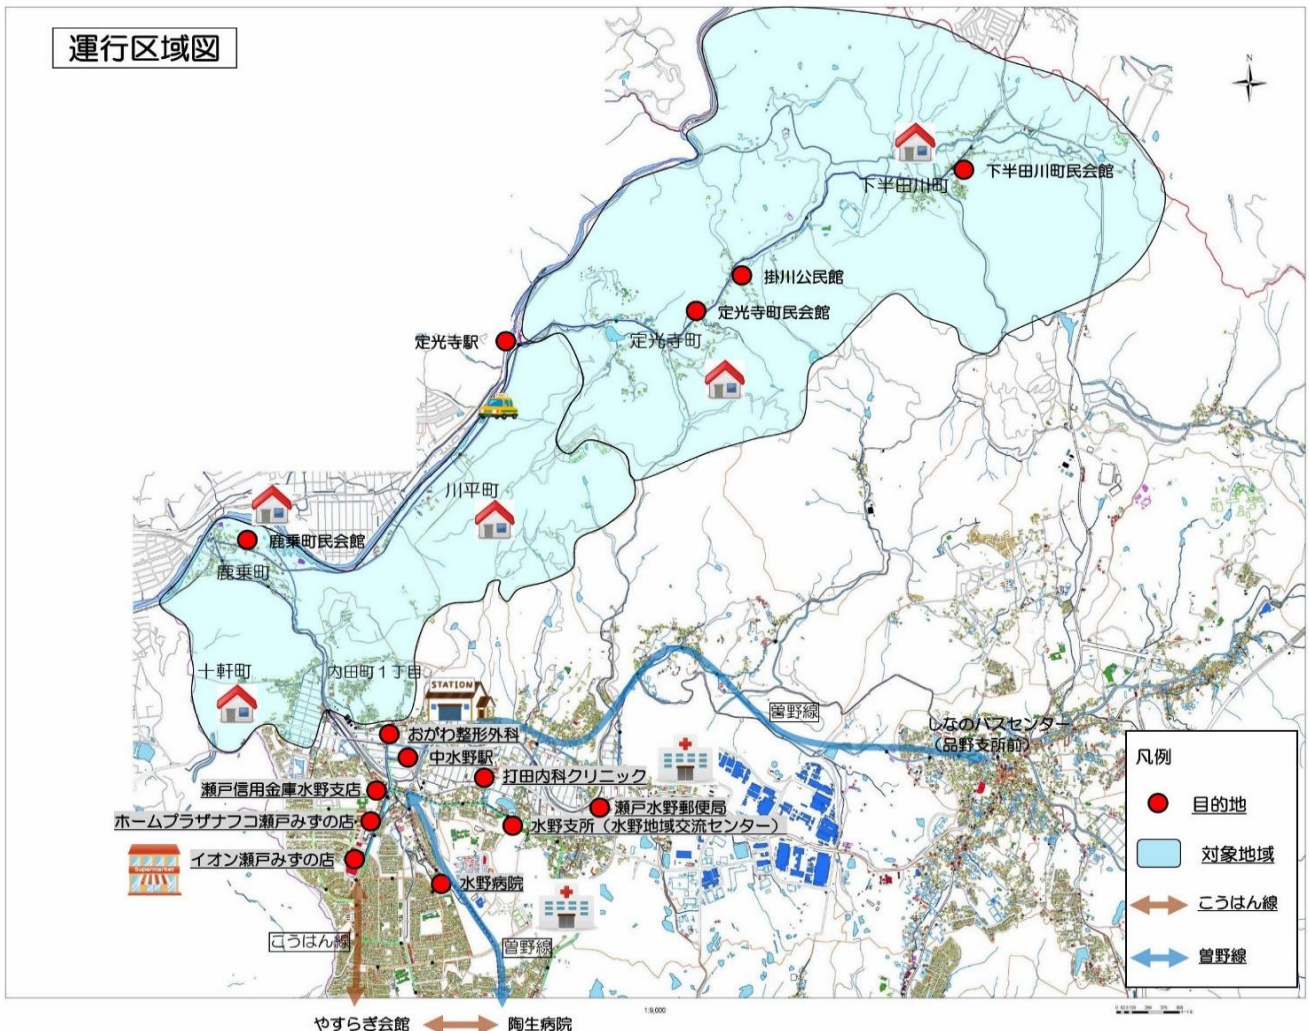 運行区域図
N
下半田川町民会館
下半田川町
掛川公民館
定光寺町民会館
定光寺駅
定光寺町
川平町
鹿乗町民会館
鹿乗町
十軒町
内田町1丁目
STATION
曽野線
しなのバスセンター
（品野支所前）
おがわ整形外科
中水野駅
打田内科クリニック
瀬戸信用金庫水野支店
瀬戸水野郵便局
ホームプラザナフコ瀬戸みずの店
水野支所（水野地域交流センター）
イオン瀬戸みずの店
Supermarket
水野病院
こうはん線
曽野線
やすらぎ会館
陶生病院
凡例
目的地
対象地域
こうはん線
曽野線
1:9,000